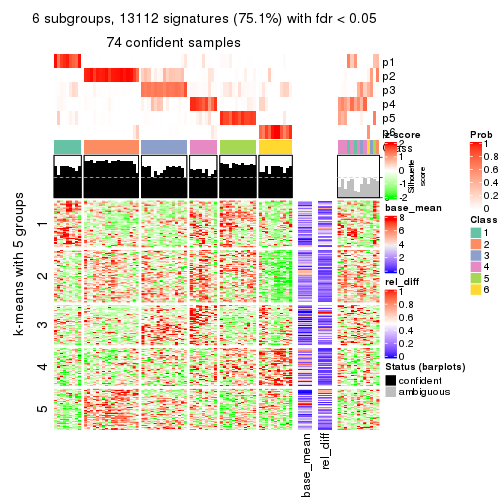 6 subgroups, 13112 signatures (75.1%) with fdr < 0.05
74 confident samples
p1
p2
p3
p4
p5
p6
z-score
2
-2
Class
Silhouette
score
k-means with 5 groups
1
2
3
4
5
base_mean
rel_diff
base_mean
8
6
4
2
0
rel_diff
1
0.8
0.6
0.4
0.2
0
Status (barplots)
confident
ambiguous
Prob
1
0.8
0.6
0.4
0.2
0
Class
1
2
3
4
5
6